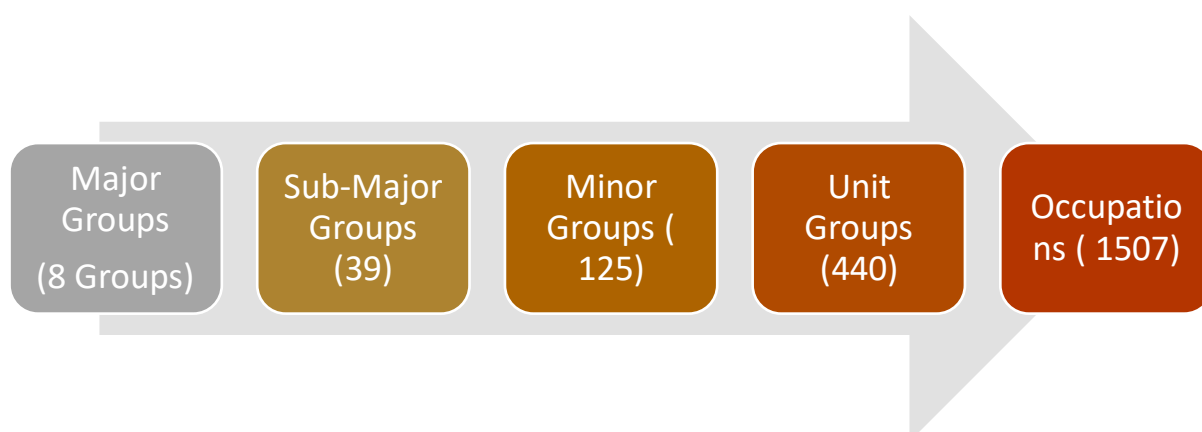 Major
Groups
(8 Groups)
Sub-Major
Groups
(39)
Minor
Groups (
125)
Unit
Groups
(440)
Occupatio
ns ( 1507)